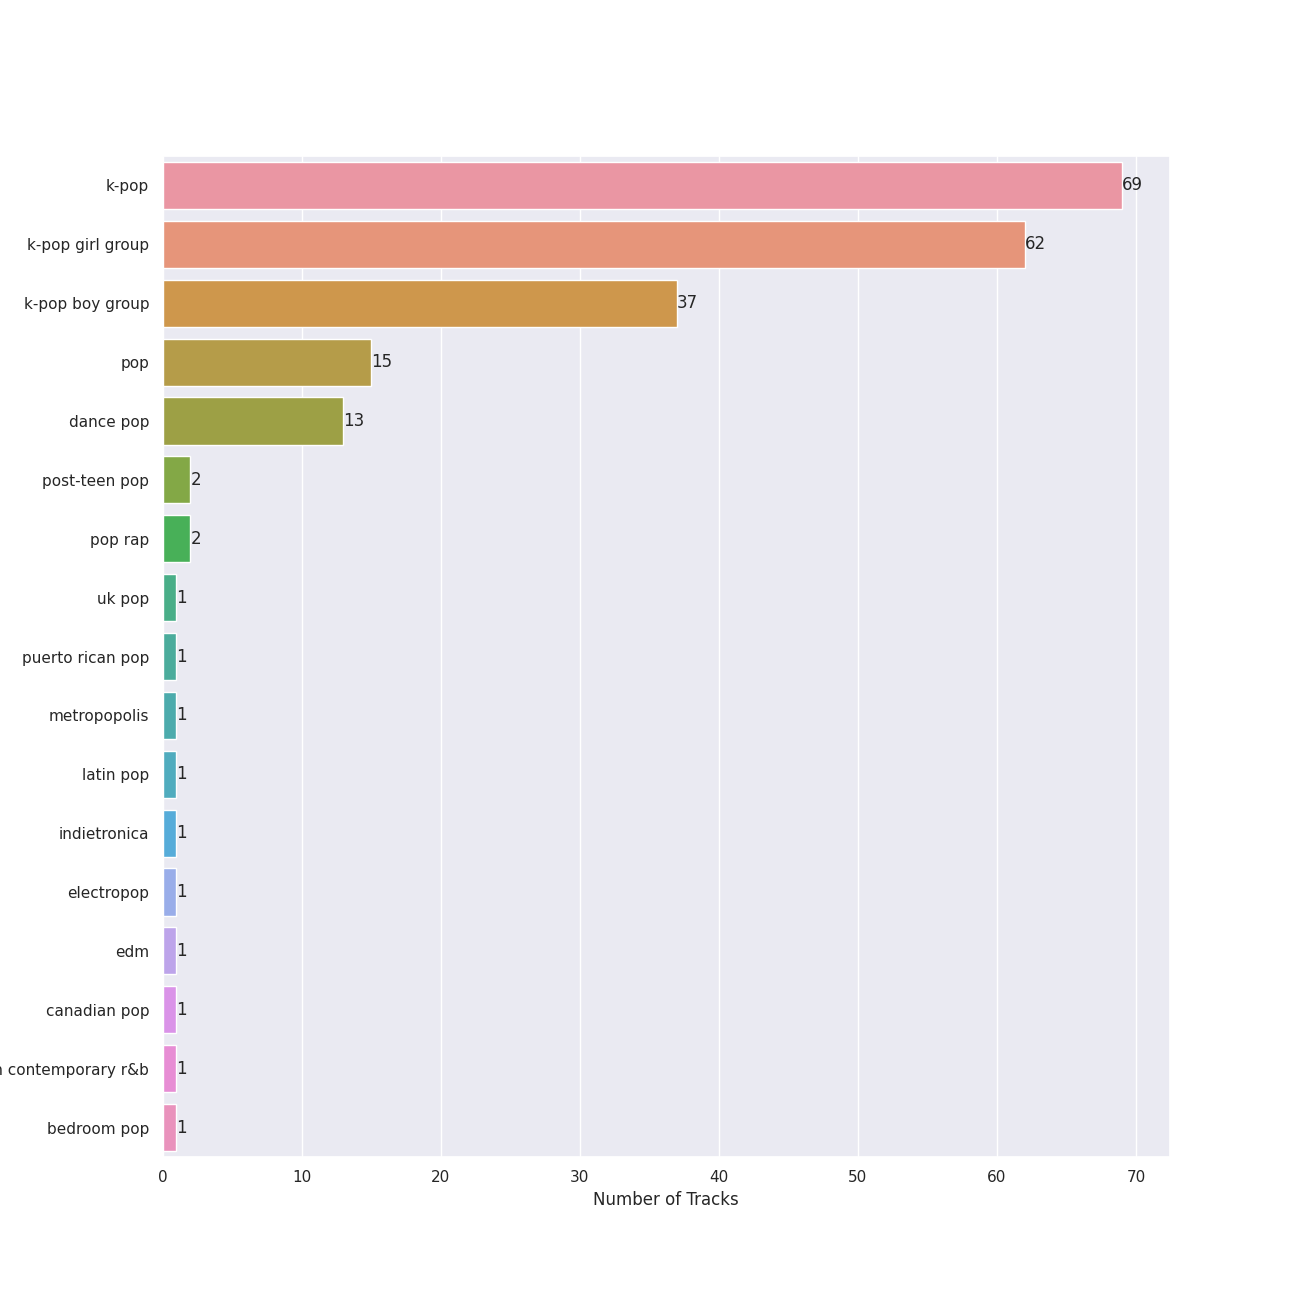 k-pop 69
k-pop girl group 62
k-pop boy group 37
pop 15
dance pop 13
post-teen pop 2
pop rap 2
uk pop 1
puerto rican pop 1
metropopolis 1
latin pop 1
indietronica 1
electropop 1
edm 1
canadian pop 1
contemporary r&b 1
bedroom pop 1
0 10 20 30 40 50 60 70
Number of Tracks